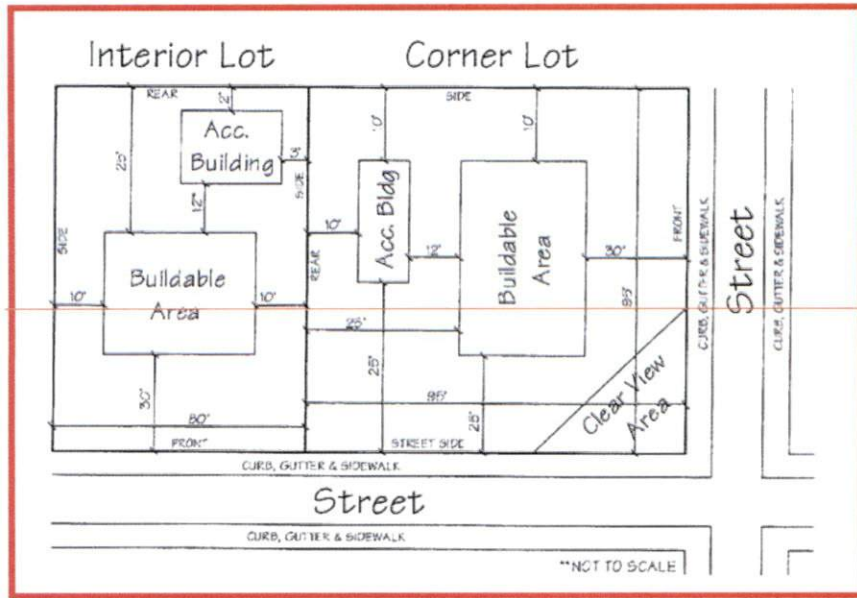 Interior Lot
Corner Lot
REAR
SIDE
2'
Acc.
Building
25'
SIDE
12'
SIDE
10'
10'
Acc. Bldg
10'
REAR
12'
Buildable
Area
30'
FRONT
CURB, GUTTER & SIDEWALK
Street
CURB, GUTTER & SIDEWALK
Buildable
Area
10'
10'
25'
25'
30'
80'
FRONT
STREET SIDE
25'
Clear View
Area
CURB, GUTTER & SIDEWALK
Street
CURB, GUTTER & SIDEWALK
**NOT TO SCALE